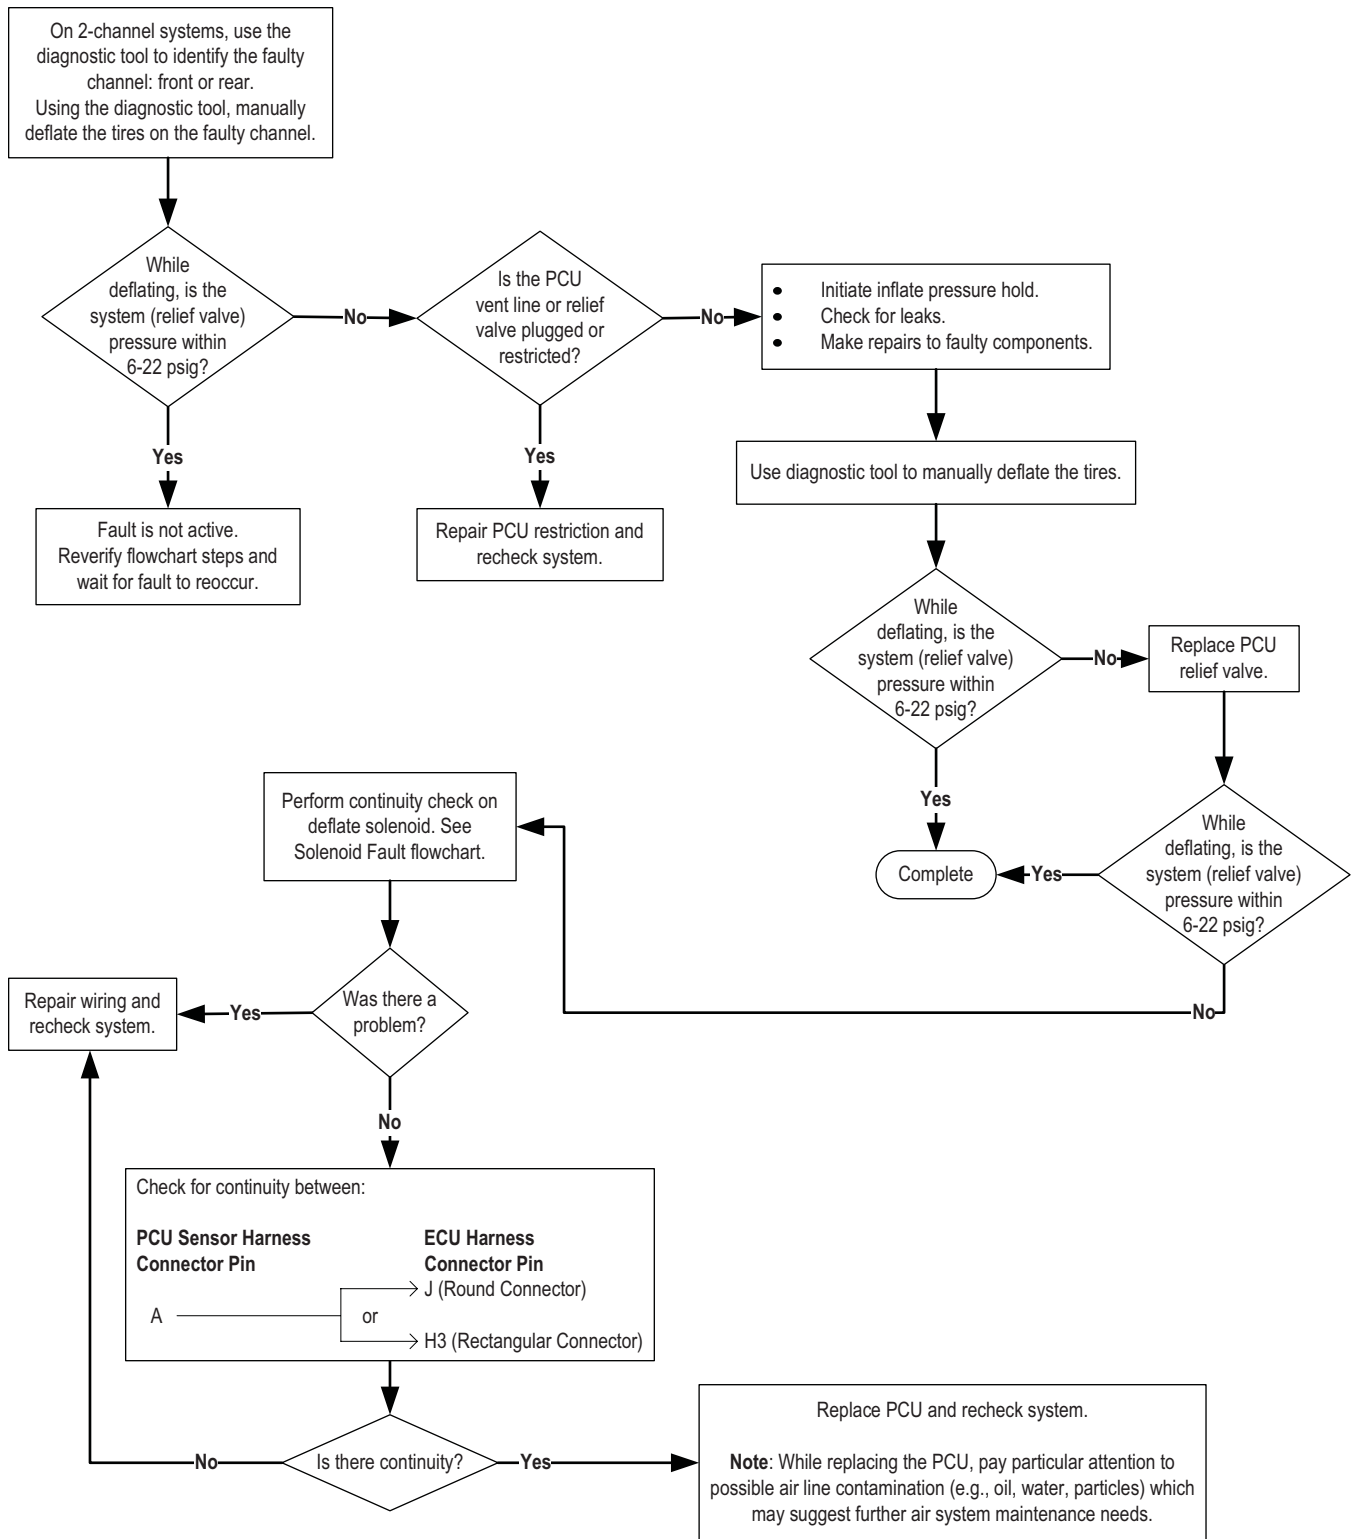 On 2-channel systems, use the
diagnostic tool to identify the faulty
channel: front or rear.
Using the diagnostic tool, manually
deflate the tires on the faulty channel.
While
deflating, is the
system (relief valve)
pressure within
6-22 psig?
No
Is the PCU
vent line or relief
valve plugged or
restricted?
No
• Initiate inflate pressure hold.
• Check for leaks.
• Make repairs to faulty components.
Yes
Fault is not active.
Reverify flowchart steps and
wait for fault to reoccur.
Yes
Repair PCU restriction and
recheck system.
Use diagnostic tool to manually deflate the tires.
While
deflating, is the
system (relief valve)
pressure within
6-22 psig?
No
Replace PCU
relief valve.
Yes
Complete
Yes
While
deflating, is the
system (relief valve)
pressure within
6-22 psig?
No
Perform continuity check on
deflate solenoid. See
Solenoid Fault flowchart.
Was there a
problem?
Yes
Repair wiring and
recheck system.
No
Check for continuity between:
PCU Sensor Harness
Connector Pin
ECU Harness
Connector Pin
A
J (Round Connector)
or
H3 (Rectangular Connector)
Is there continuity?
No
Yes
Replace PCU and recheck system.
Note: While replacing the PCU, pay particular attention to
possible air line contamination (e.g., oil, water, particles) which
may suggest further air system maintenance needs.